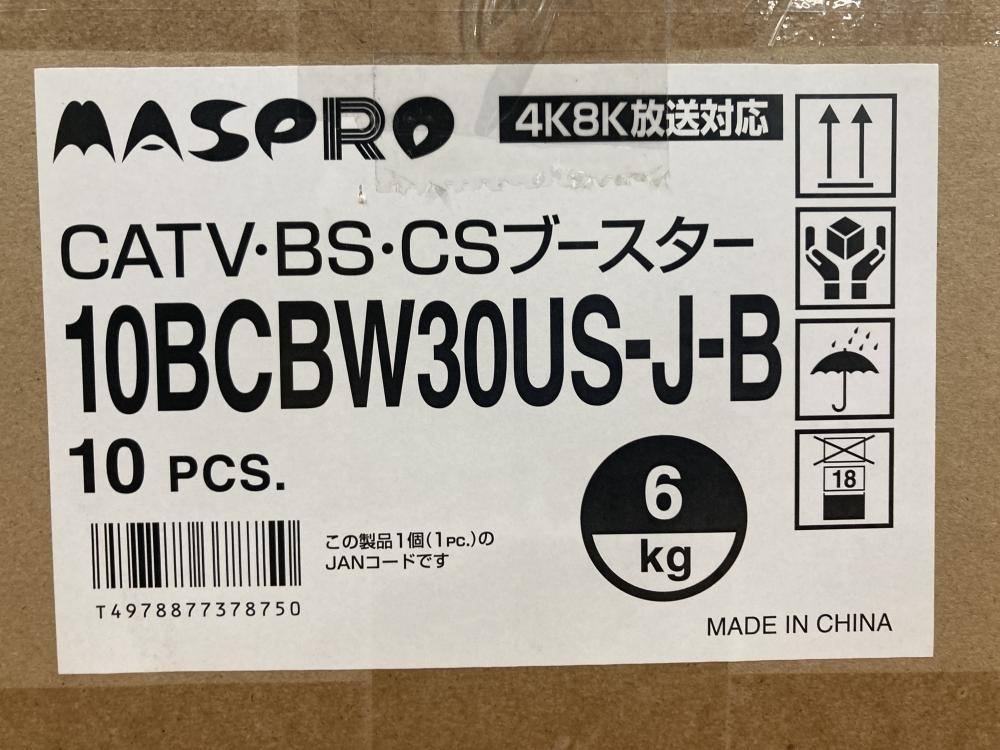 MASPRO
4K8K放送対応
CATV・BS・CSブースター
10BCBW30US-J-B
10 PCS.
この製品1個(1PC.)の
JANコードです
T4978877378750
6
kg
18
MADE IN CHINA